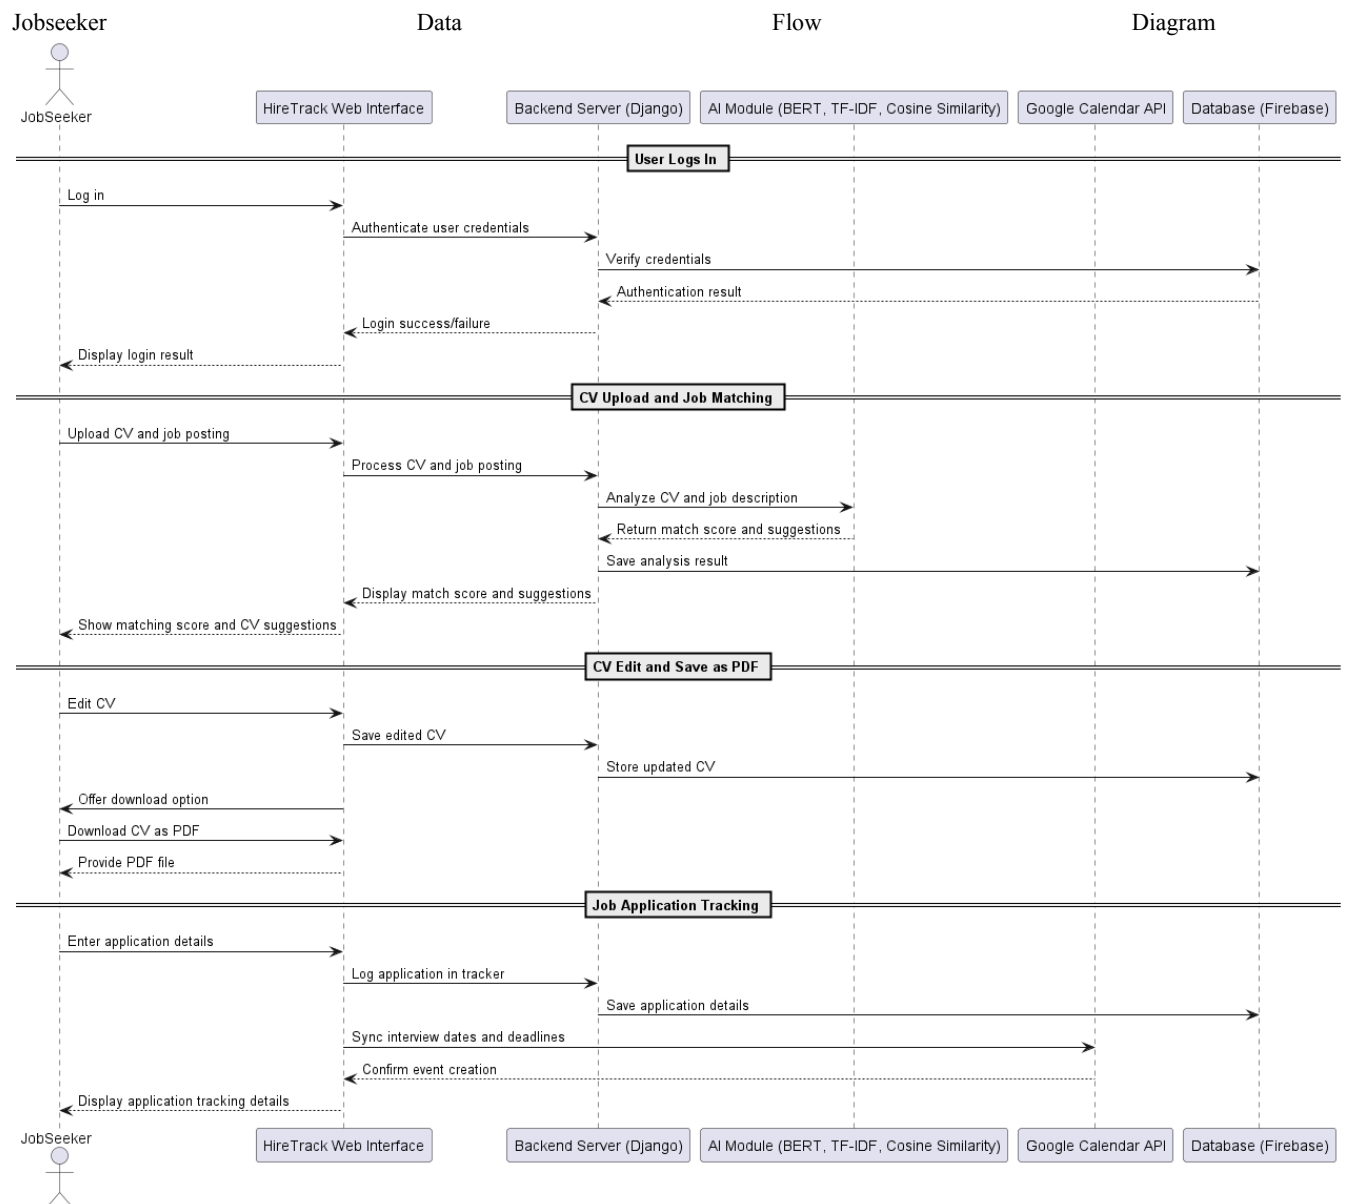 Jobseeker Data Flow Diagram
JobSeeker
HireTrack Web Interface
Backend Server (Django)
AI Module (BERT, TF-IDF, Cosine Similarity)
Google Calendar API
Database (Firebase)
User Logs In
Log in
Authenticate user credentials
Verify credentials
Authentication result
Login success/failure
Display login result
CV Upload and Job Matching
Upload CV and job posting
Process CV and job posting
Analyze CV and job description
Return match score and suggestions
Save analysis result
Display match score and suggestions
Show matching score and CV suggestions
CV Edit and Save as PDF
Edit CV
Save edited CV
Store updated CV
Offer download option
Download CV as PDF
Provide PDF file
Job Application Tracking
Enter application details
Log application in tracker
Save application details
Sync interview dates and deadlines
Confirm event creation
Display application tracking details
JobSeeker
HireTrack Web Interface
Backend Server (Django)
AI Module (BERT, TF-IDF, Cosine Similarity)
Google Calendar API
Database (Firebase)